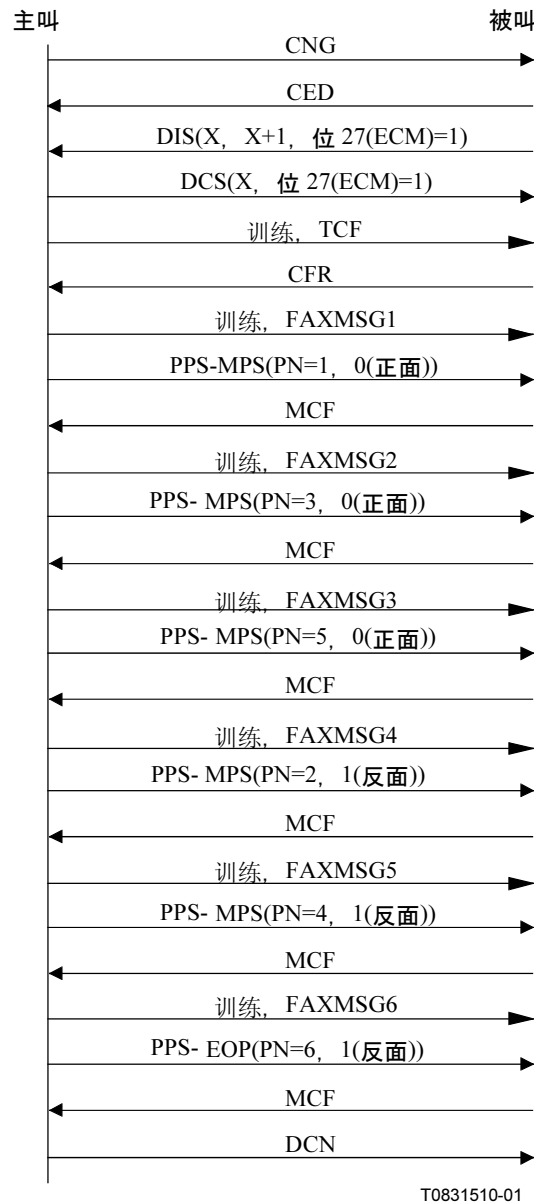 主叫 被叫
CNG
CED
DIS(X, X+1, 位 27(ECM)=1)
DCS(X, 位 27(ECM)=1)
训练, TCF
CFR
训练, FAXMSG1
PPS-MPS(PN=1, 0(正面))
MCF
训练, FAXMSG2
PPS- MPS(PN=3, 0(正面))
MCF
训练, FAXMSG3
PPS- MPS(PN=5, 0(正面))
MCF
训练, FAXMSG4
PPS- MPS(PN=2, 1(反面))
MCF
训练, FAXMSG5
PPS- MPS(PN=4, 1(反面))
MCF
训练, FAXMSG6
PPS- EOP(PN=6, 1(反面))
MCF
DCN
T0831510-01